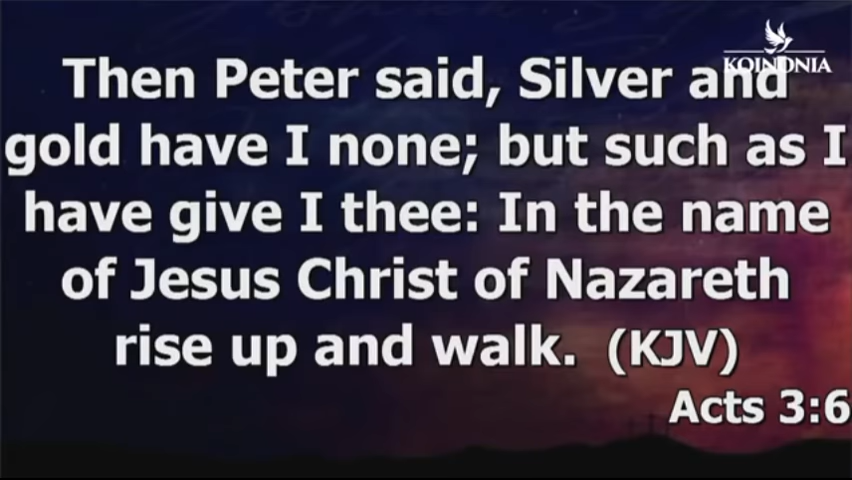 KOINONIA
Then Peter said, Silver and
gold have I none; but such as I
have give I thee: In the name
of Jesus Christ of Nazareth
rise up and walk. (KJV)
Acts 3:6